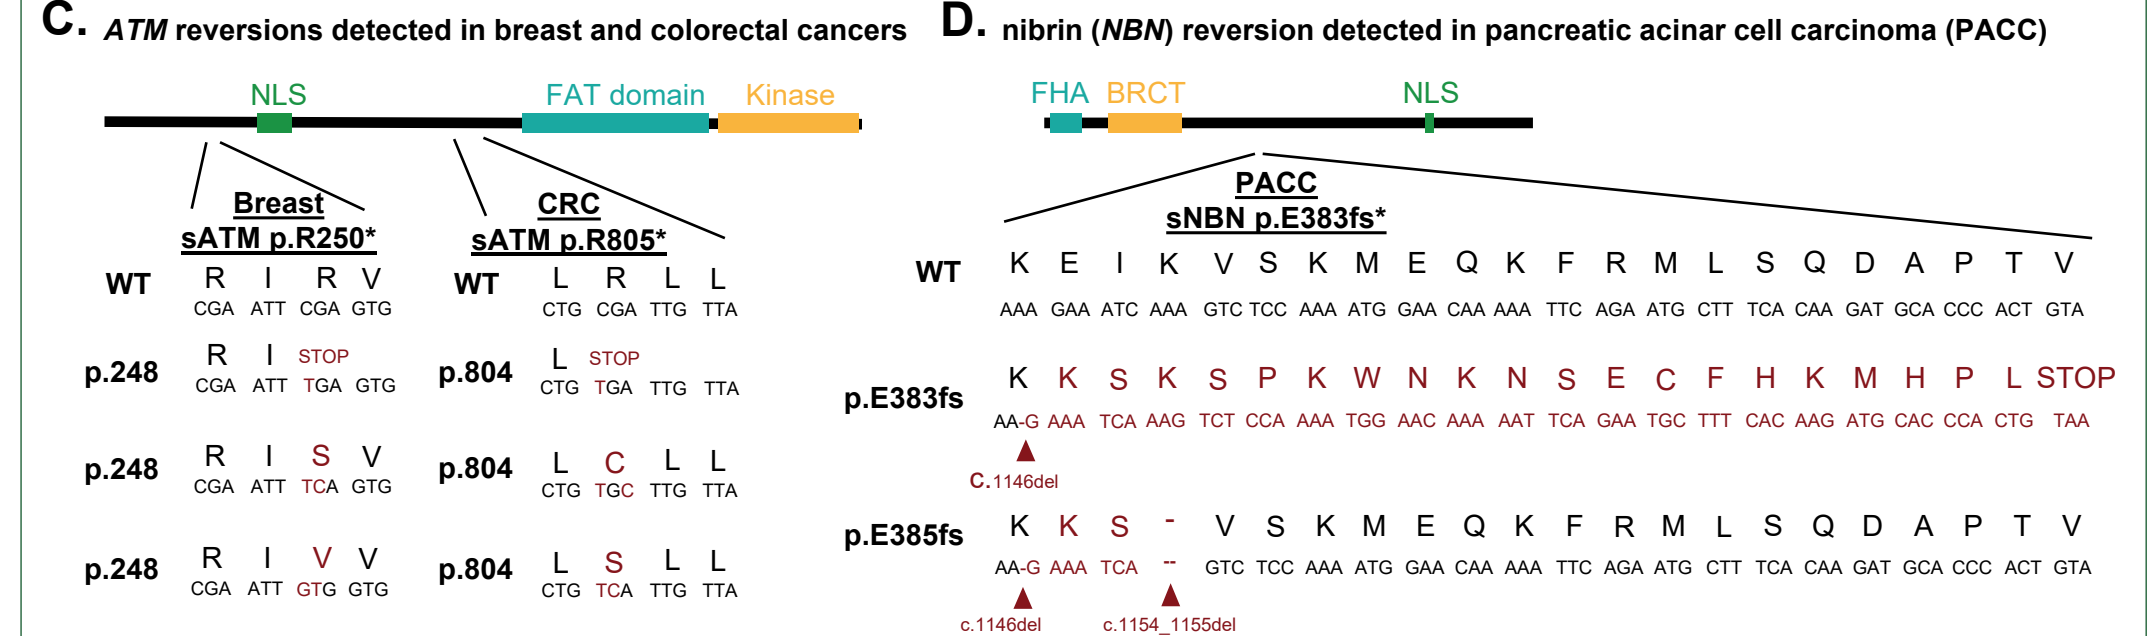 C. ATM reversions detected in breast and colorectal cancers
NLS FAT domain Kinase
Breast
sATM p.R250*
WT R I R V
CGA ATT CGA GTG
p.248 R I STOP
CGA ATT TGA GTG
p.248 R I S V
CGA ATT TCA GTG
p.248 R I V V
CGA ATT GTG GTG
CRC
sATM p.R805*
WT L R L L
CTG CGA TTG TTA
p.804 L STOP
CTG TGA TTG TTA
p.804 L C L L
CTG TGC TTG TTA
p.804 L S L L
CTG TCA TTG TTA
D. nibrin (NBN) reversion detected in pancreatic acinar cell carcinoma (PACC)
FHA BRCT NLS
PACC
sNBN p.E383fs*
WT K E I K V S K M E Q K F R M L S Q D A P T V
AAA GAA ATC AAA GTC TCC AAA ATG GAA CAA AAA TTC AGA ATG CTT TCA CAA GAT GCA CCC ACT GTA
p.E383fs K K S K S P K W N K N S E C F H K M H P L STOP
AA-G AAA TCA AAG TCT CCA AAA TGG AAC AAA AAT TCA GAA TGC TTT CAC AAG ATG CAC CCA CTG TAA
c.1146del
p.E385fs K K S - V S K M E Q K F R M L S Q D A P T V
AA-G AAA TCA -- GTC TCC AAA ATG GAA CAA AAA TTC AGA ATG CTT TCA CAA GAT GCA CCC ACT GTA
c.1146del c.1154_1155del